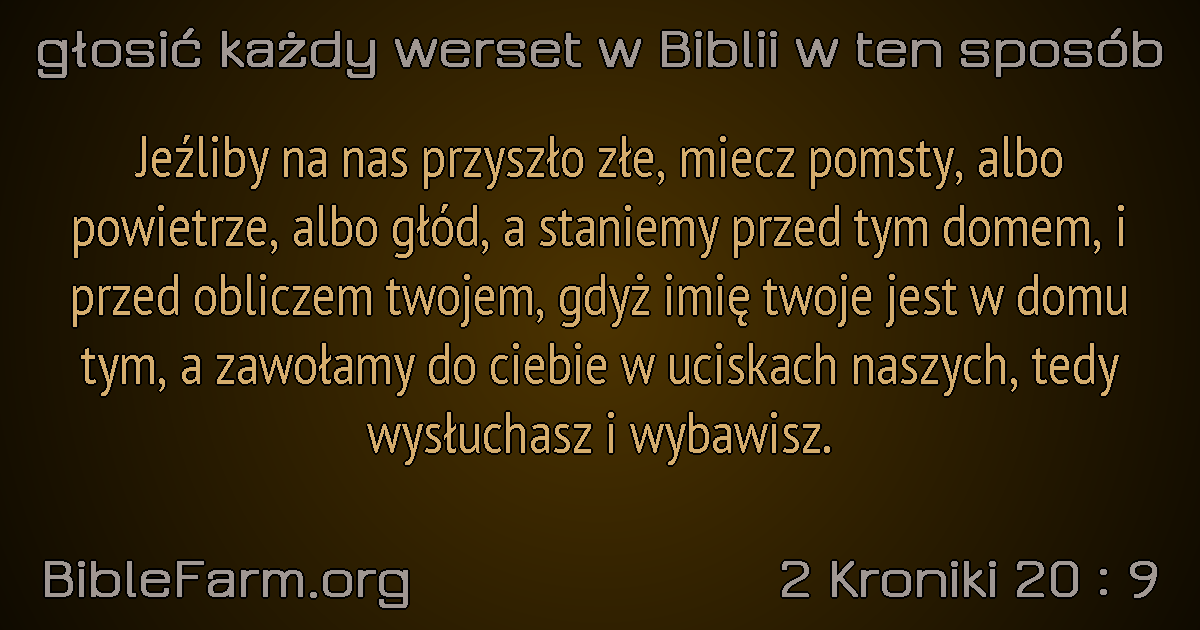 głosić każdy werset w Biblii w ten sposób
Jeźliby na nas przyszło złe, miecz pomsty, albo
powietrze, albo głód, a staniemy przed tym domem, i
przed obliczem twojem, gdyż imię twoje jest w domu
tym, a zawołamy do ciebie w uciskach naszych, tedy
wysłuchasz i wybawisz.
BibleFarm.org
2 Kroniki 20 : 9